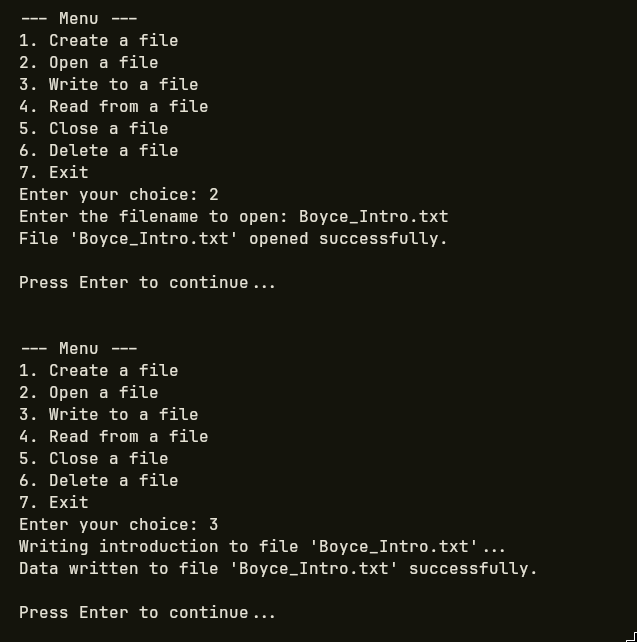 --- Menu ---
1. Create a file
2. Open a file
3. Write to a file
4. Read from a file
5. Close a file
6. Delete a file
7. Exit
Enter your choice: 2
Enter the filename to open: Boyce_Intro.txt
File 'Boyce_Intro.txt' opened successfully.
Press Enter to continue...
--- Menu ---
1. Create a file
2. Open a file
3. Write to a file
4. Read from a file
5. Close a file
6. Delete a file
7. Exit
Enter your choice: 3
Writing introduction to file 'Boyce_Intro.txt'...
Data written to file 'Boyce_Intro.txt' successfully.
Press Enter to continue...